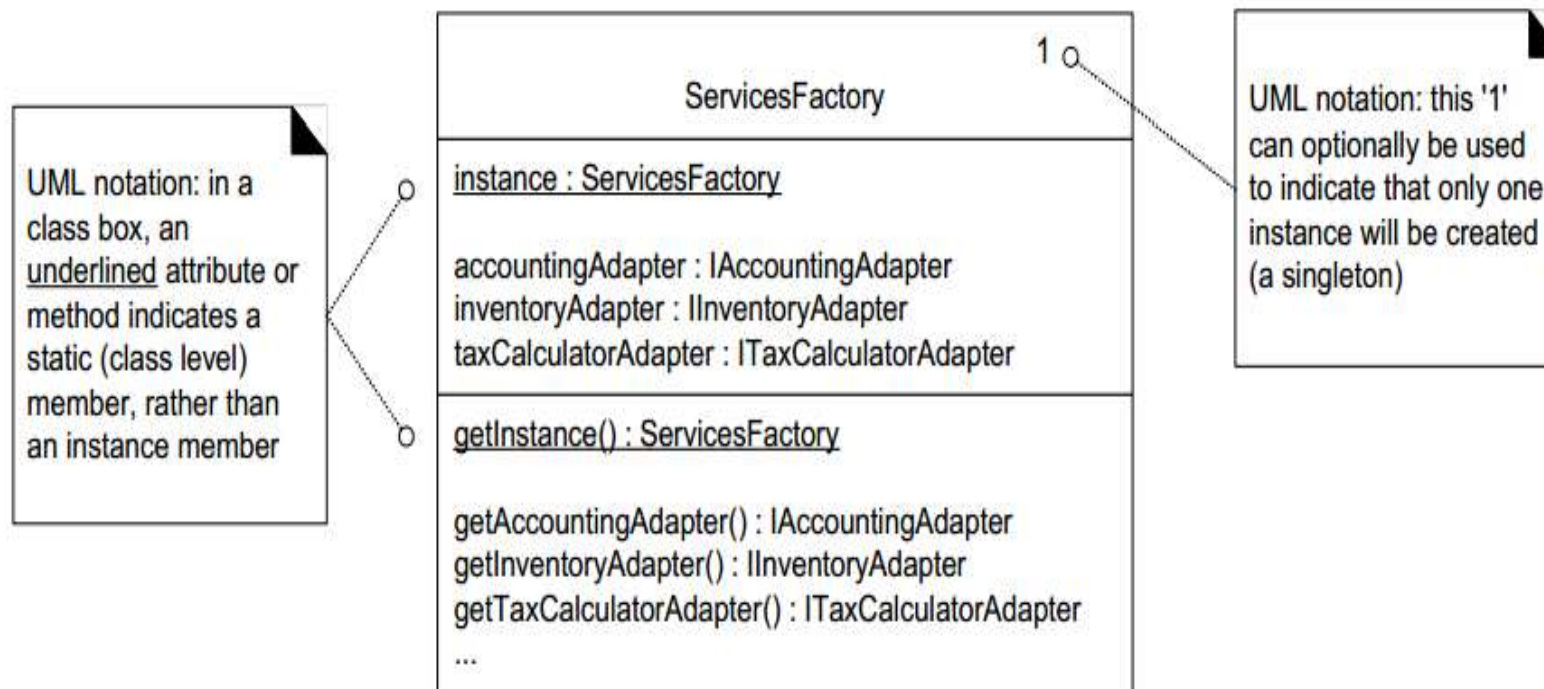 UML notation: in a
class box, an
underlined attribute or
method indicates a
static (class level)
member, rather than
an instance member
1
ServicesFactory
instance : ServicesFactory
accountingAdapter : IAccountingAdapter
inventoryAdapter : IInventoryAdapter
taxCalculatorAdapter : ITaxCalculatorAdapter
getInstance() : ServicesFactory
getAccountingAdapter() : IAccountingAdapter
getInventoryAdapter() : IInventoryAdapter
getTaxCalculatorAdapter() : ITaxCalculatorAdapter
...
UML notation: this '1'
can optionally be used
to indicate that only one
instance will be created
(a singleton)